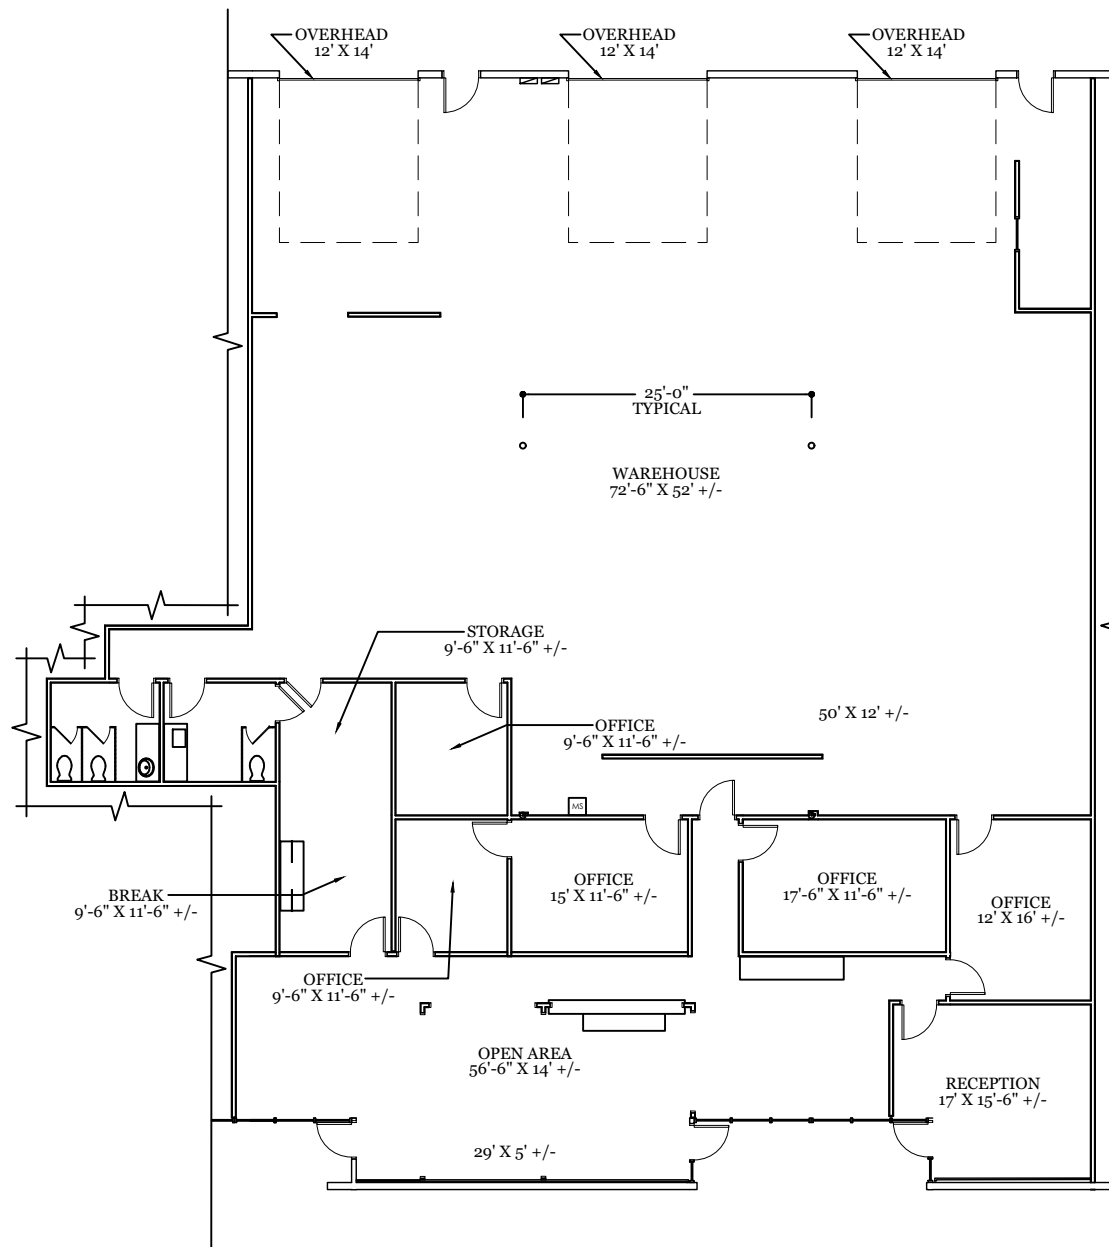 OVERHEAD
12' X 14'
OVERHEAD
12' X 14'
OVERHEAD
12' X 14'
25'-0"
TYPICAL
WAREHOUSE
72'-6" X 52' +/-
STORAGE
9'-6" X 11'-6" +/-
OFFICE
9'-6" X 11'-6" +/-
50' X 12' +/-
MS
BREAK
9'-6" X 11'-6" +/-
OFFICE
15' X 11'-6" +/-
OFFICE
17'-6" X 11'-6" +/-
OFFICE
12' X 16' +/-
OFFICE
9'-6" X 11'-6" +/-
OPEN AREA
56'-6" X 14' +/-
RECEPTION
17' X 15'-6" +/-
29' X 5' +/-